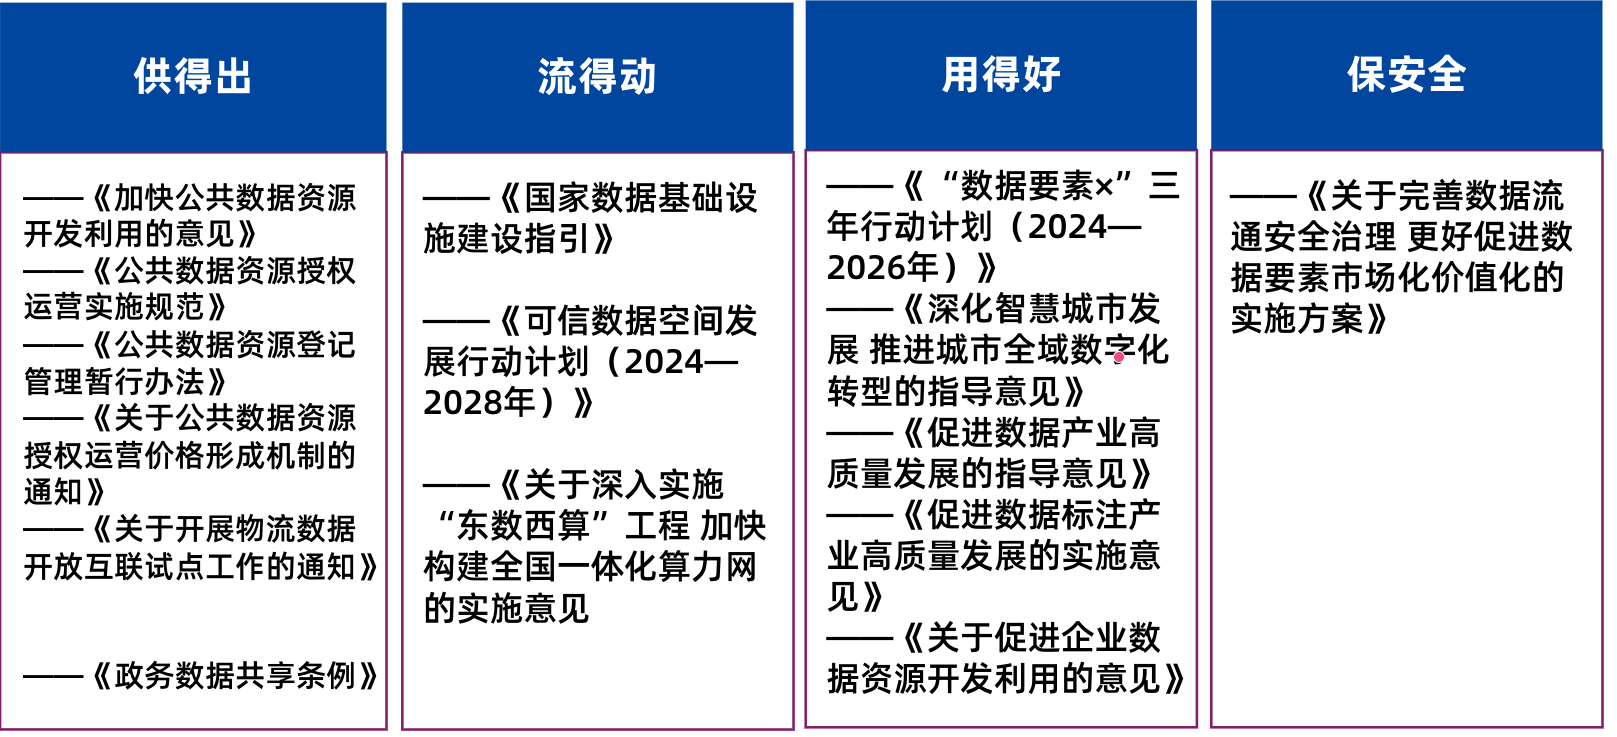 供得出
——《加快公共数据资源
开发利用的意见》
——《公共数据资源授权
运营实施规范》
——《公共数据资源登记
管理暂行办法》
——《关于公共数据资源
授权运营价格形成机制的
通知》
——《关于开展物流数据
开放互联试点工作的通知》
——《政务数据共享条例》
流得动
——《国家数据基础设
施建设指引》
——《可信数据空间发
展行动计划（2024—
2028年）》
——《关于深入实施
“东数西算”工程 加快
构建全国一体化算力网
的实施意见
用得好
——《“数据要素×”三
年行动计划（2024—
2026年）》
——《深化智慧城市发
展 推进城市全域数字化
转型的指导意见》
——《促进数据产业高
质量发展的指导意见》
——《促进数据标注产
业高质量发展的实施意
见》
——《关于促进企业数
据资源开发利用的意见》
保安全
——《关于完善数据流
通安全治理 更好促进数
据要素市场化价值化的
实施方案》